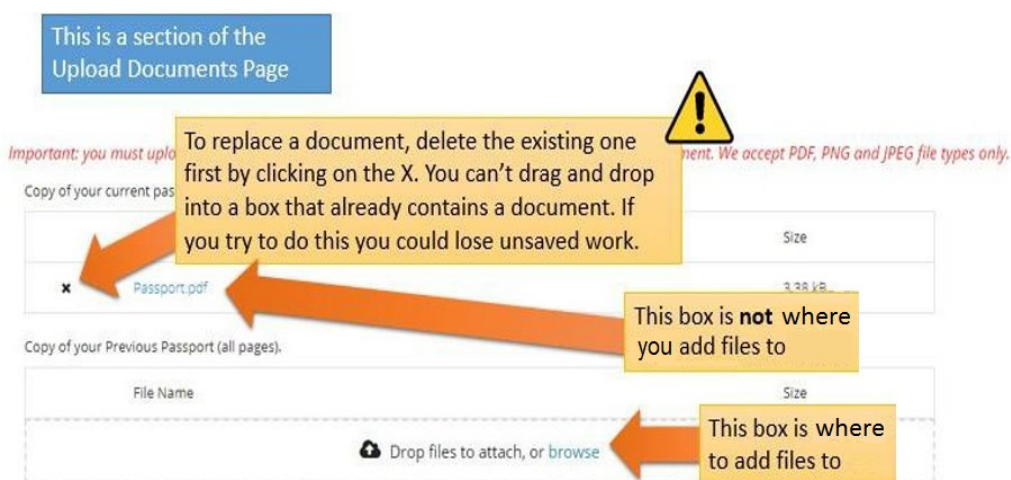 This is a section of the
Upload Documents Page
To replace a document, delete the existing one
first by clicking on the X. You can't drag and drop
into a box that already contains a document. If
you try to do this you could lose unsaved work.
Important: you must We accept PDF, PNG and JPEG file types only.
Copy of your current
Size
x Passport.pdf 3.38 kB
This box is not where
you add files to
Copy of your Previous Passport (all pages).
File Name Size
Drop files to attach, or browse
This box is where
to add files to